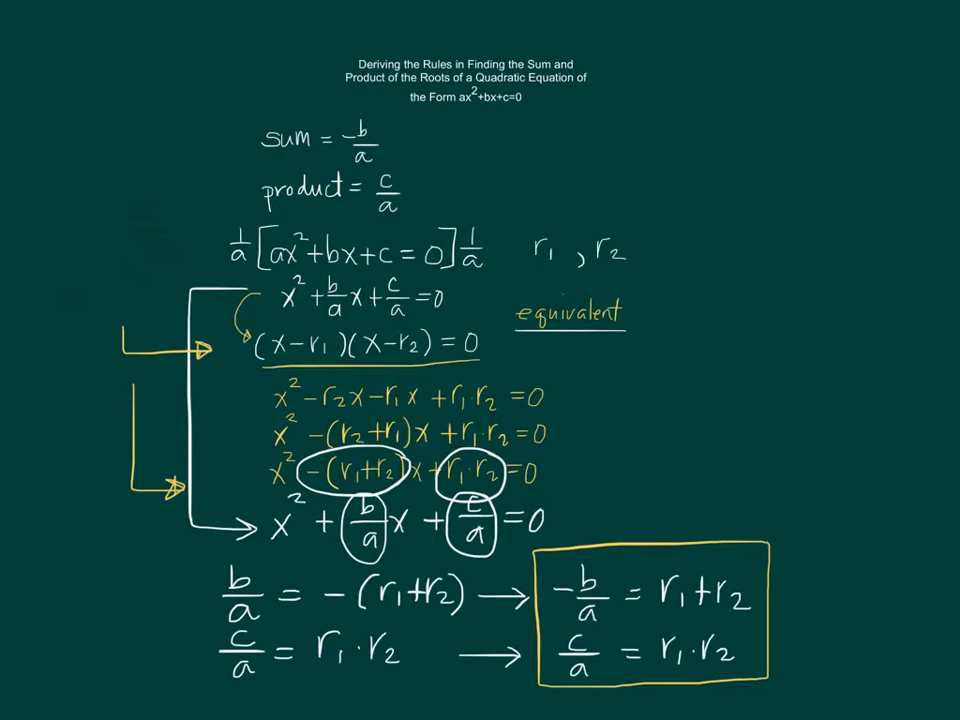 Deriving the Rules in Finding the Sum and
Product of the Roots of a Quadratic Equation of
the Form ax²+bx+c=0
sum = -b/a
product = c/a
1/a [ax²+bx+c=0] 1/a r₁ , r₂
x² + b/a x + c/a = 0
equivalent
(x-r₁)(x-r₂) = 0
x² - r₂x - r₁x + r₁·r₂ = 0
x² - (r₂+r₁)x + r₁·r₂ = 0
x² - (r₁+r₂)x + r₁·r₂ = 0
x² + b/a x + c/a = 0
b/a = -(r₁+r₂) → -b/a = r₁+r₂
c/a = r₁·r₂ → c/a = r₁·r₂